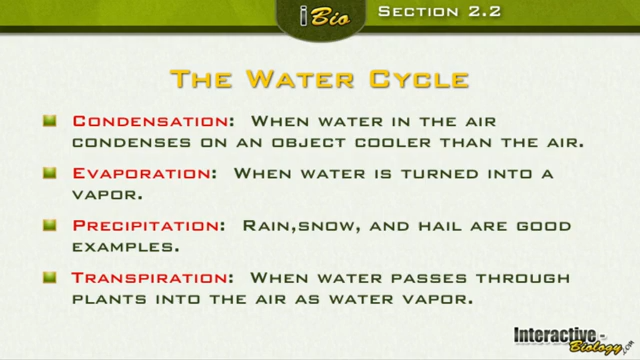 iBio
Section 2.2
The Water Cycle
Condensation: When water in the air
condenses on an object cooler than the air.
Evaporation: When water is turned into a
vapor.
Precipitation: Rain,snow, and hail are good
examples.
Transpiration: When water passes through
plants into the air as water vapor.
Interactive-
Biology.com